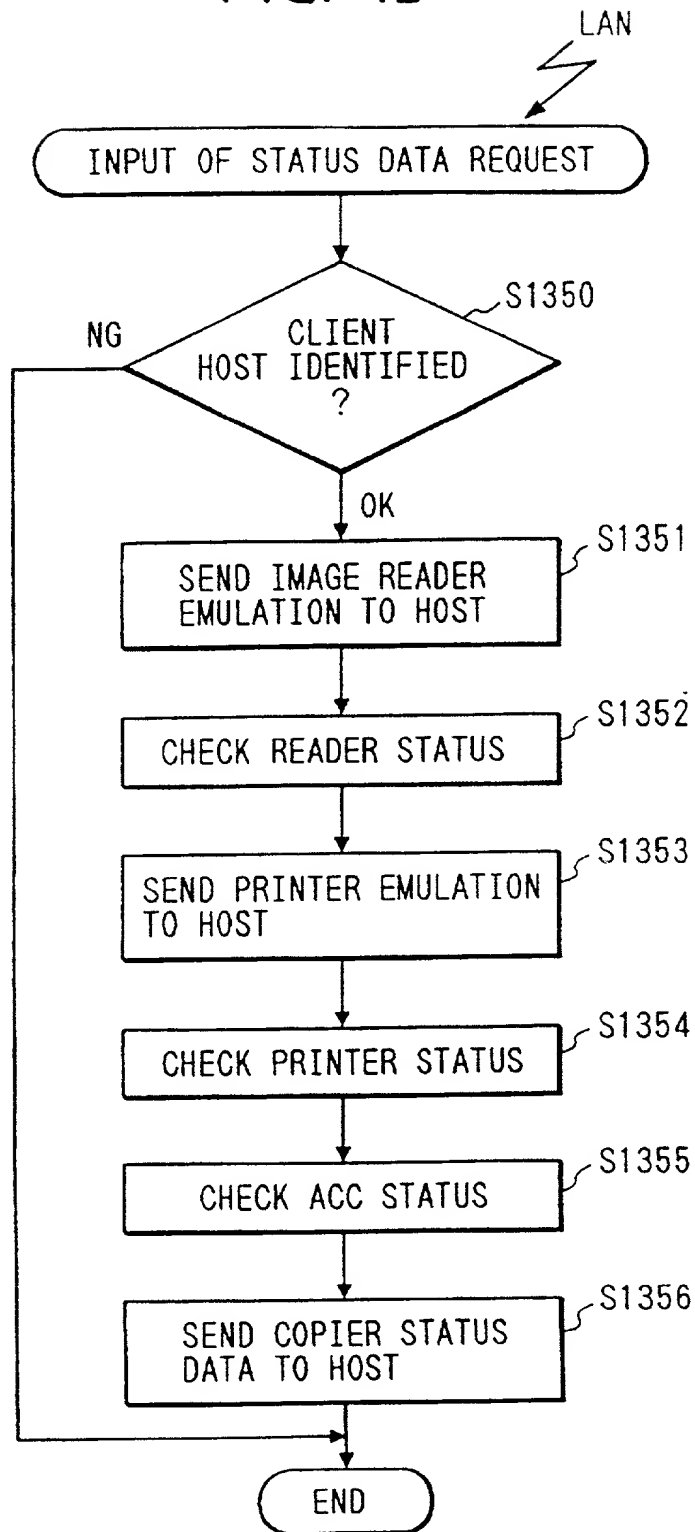 LAN
INPUT OF STATUS DATA REQUEST
S1350
NG
CLIENT
HOST IDENTIFIED
?
OK
S1351
SEND IMAGE READER
EMULATION TO HOST
S1352
CHECK READER STATUS
S1353
SEND PRINTER EMULATION
TO HOST
S1354
CHECK PRINTER STATUS
S1355
CHECK ACC STATUS
S1356
SEND COPIER STATUS
DATA TO HOST
END